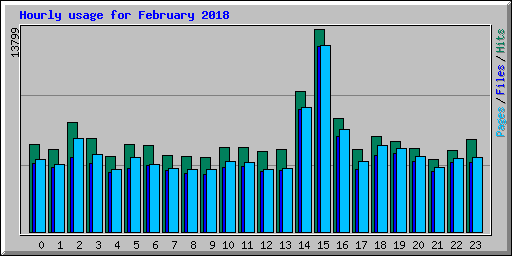 Hourly usage for February 2018
13799
Pages / Files / Hits
0 1 2 3 4 5 6 7 8 9 10 11 12 13 14 15 16 17 18 19 20 21 22 23